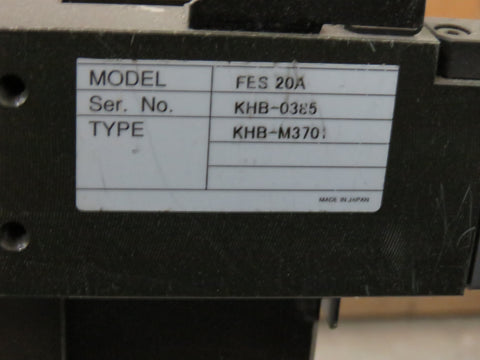 MODEL FES 20A
Ser. No. KHB-0385
TYPE KHB-M3701
MADE IN JAPAN